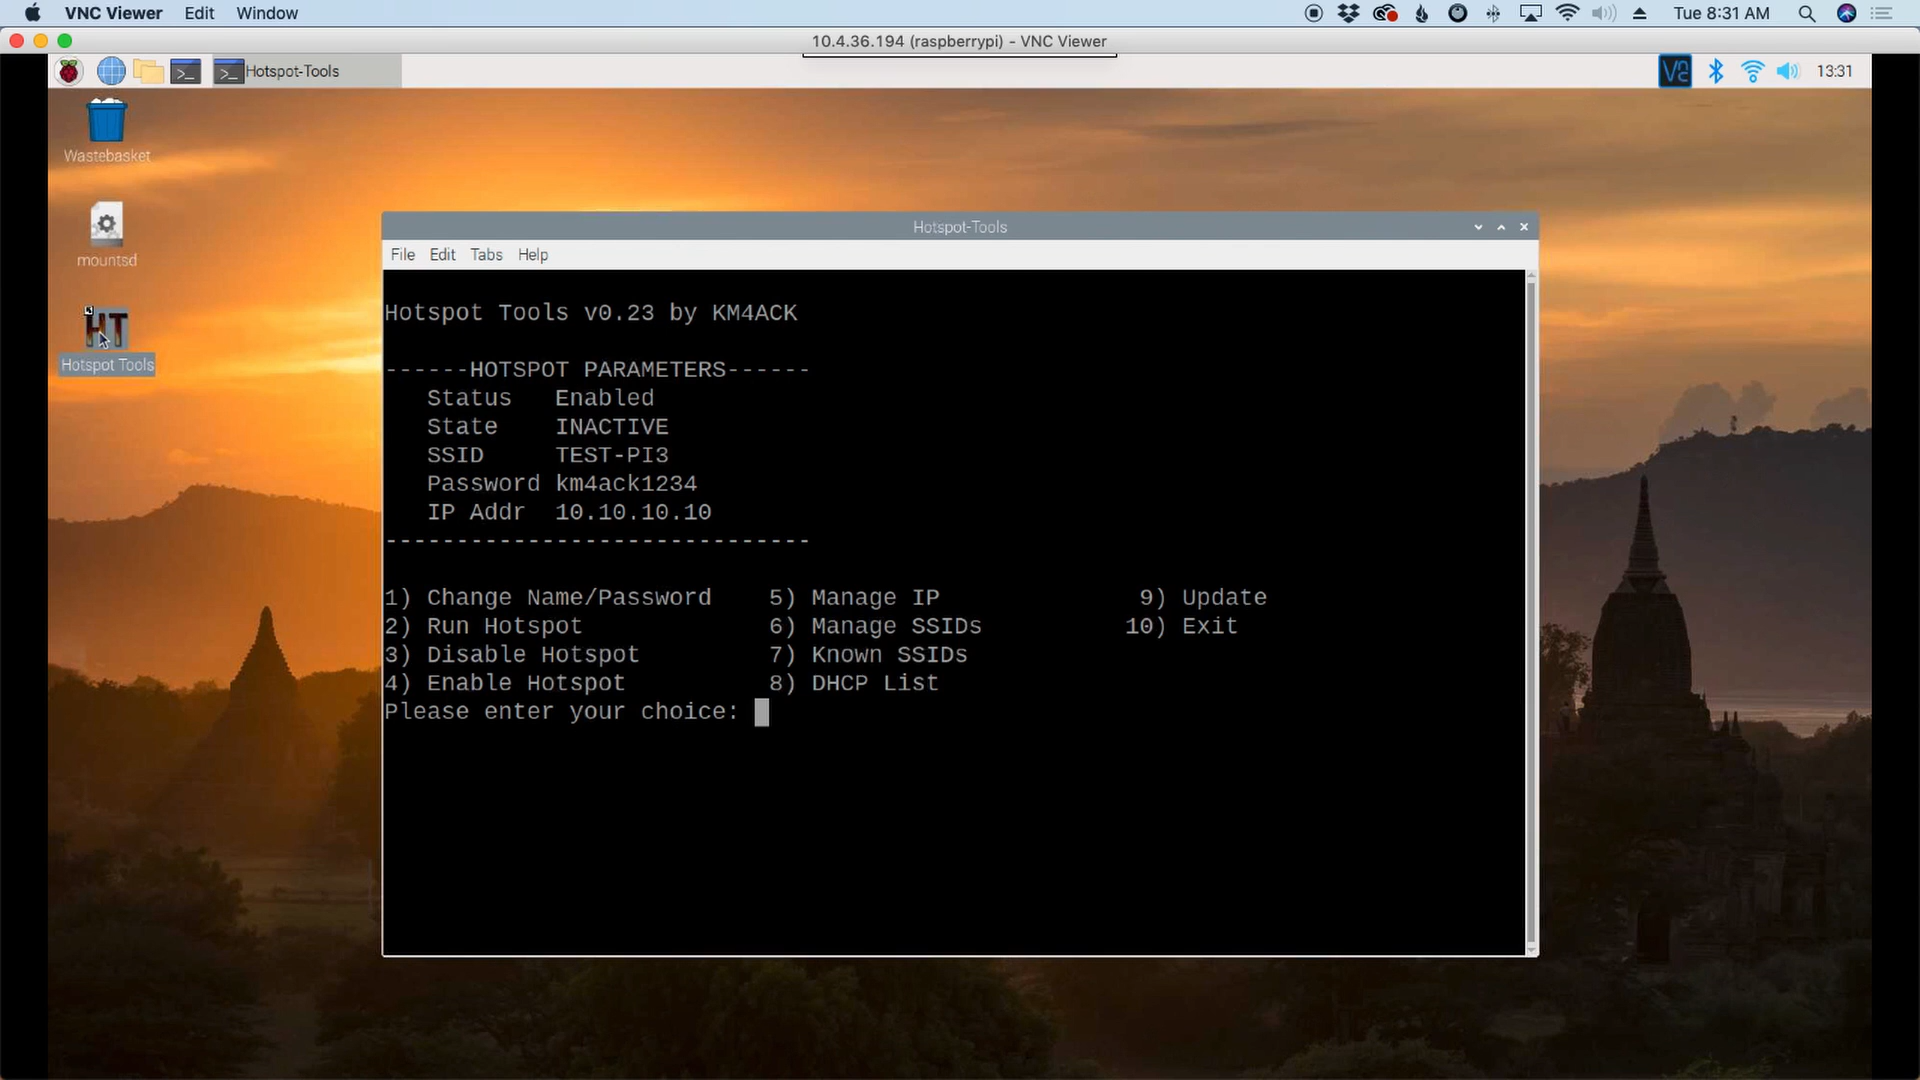 VNC Viewer Edit Window Tue 8:31 AM
10.4.36.194 (raspberrypi) - VNC Viewer
Hotspot-Tools 13:31
Wastebasket
mountsd
HT
Hotspot Tools
Hotspot-Tools
File Edit Tabs Help
Hotspot Tools v0.23 by KM4ACK
------HOTSPOT PARAMETERS------
Status Enabled
State INACTIVE
SSID TEST-PI3
Password km4ack1234
IP Addr 10.10.10.10
------------------------------
1) Change Name/Password 5) Manage IP 9) Update
2) Run Hotspot 6) Manage SSIDs 10) Exit
3) Disable Hotspot 7) Known SSIDs
4) Enable Hotspot 8) DHCP List
Please enter your choice: